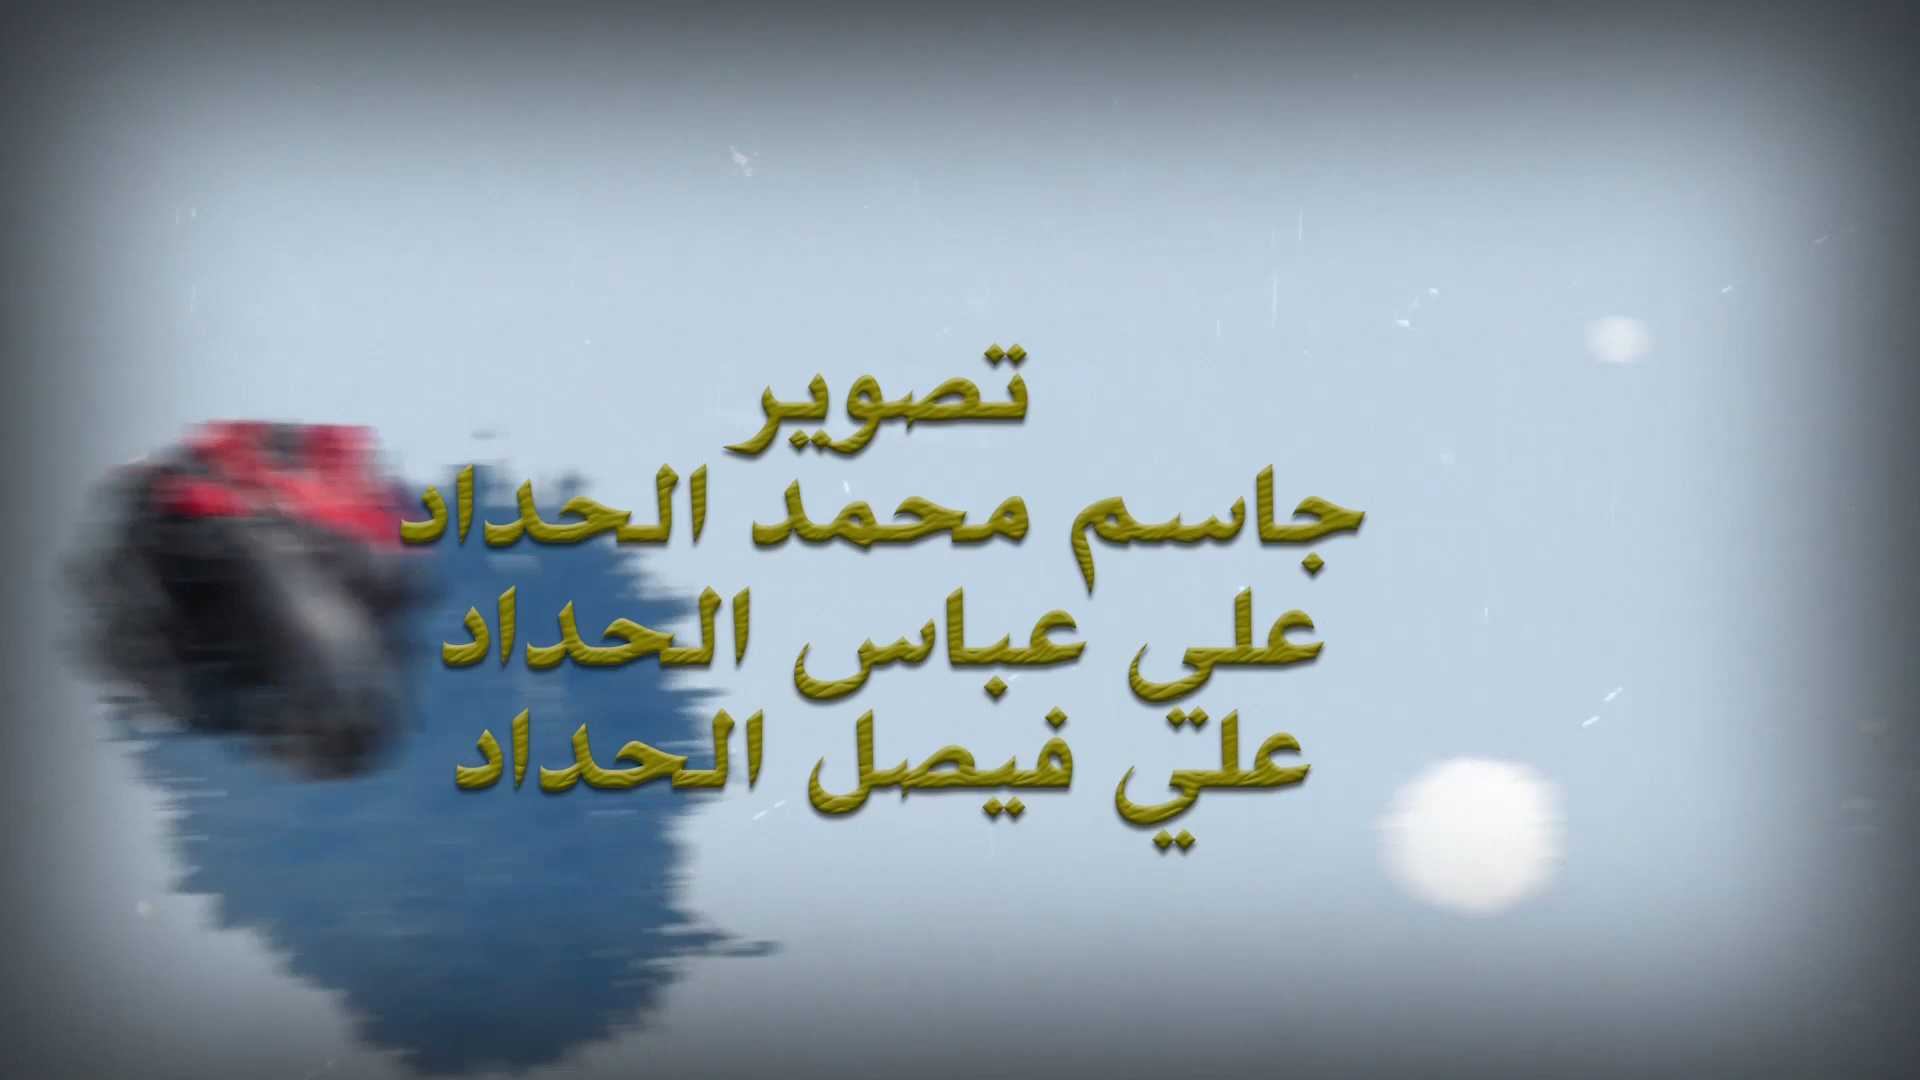 تصوير
جاسم محمد الحداد
علي عباس الحداد
علي فيصل الحداد